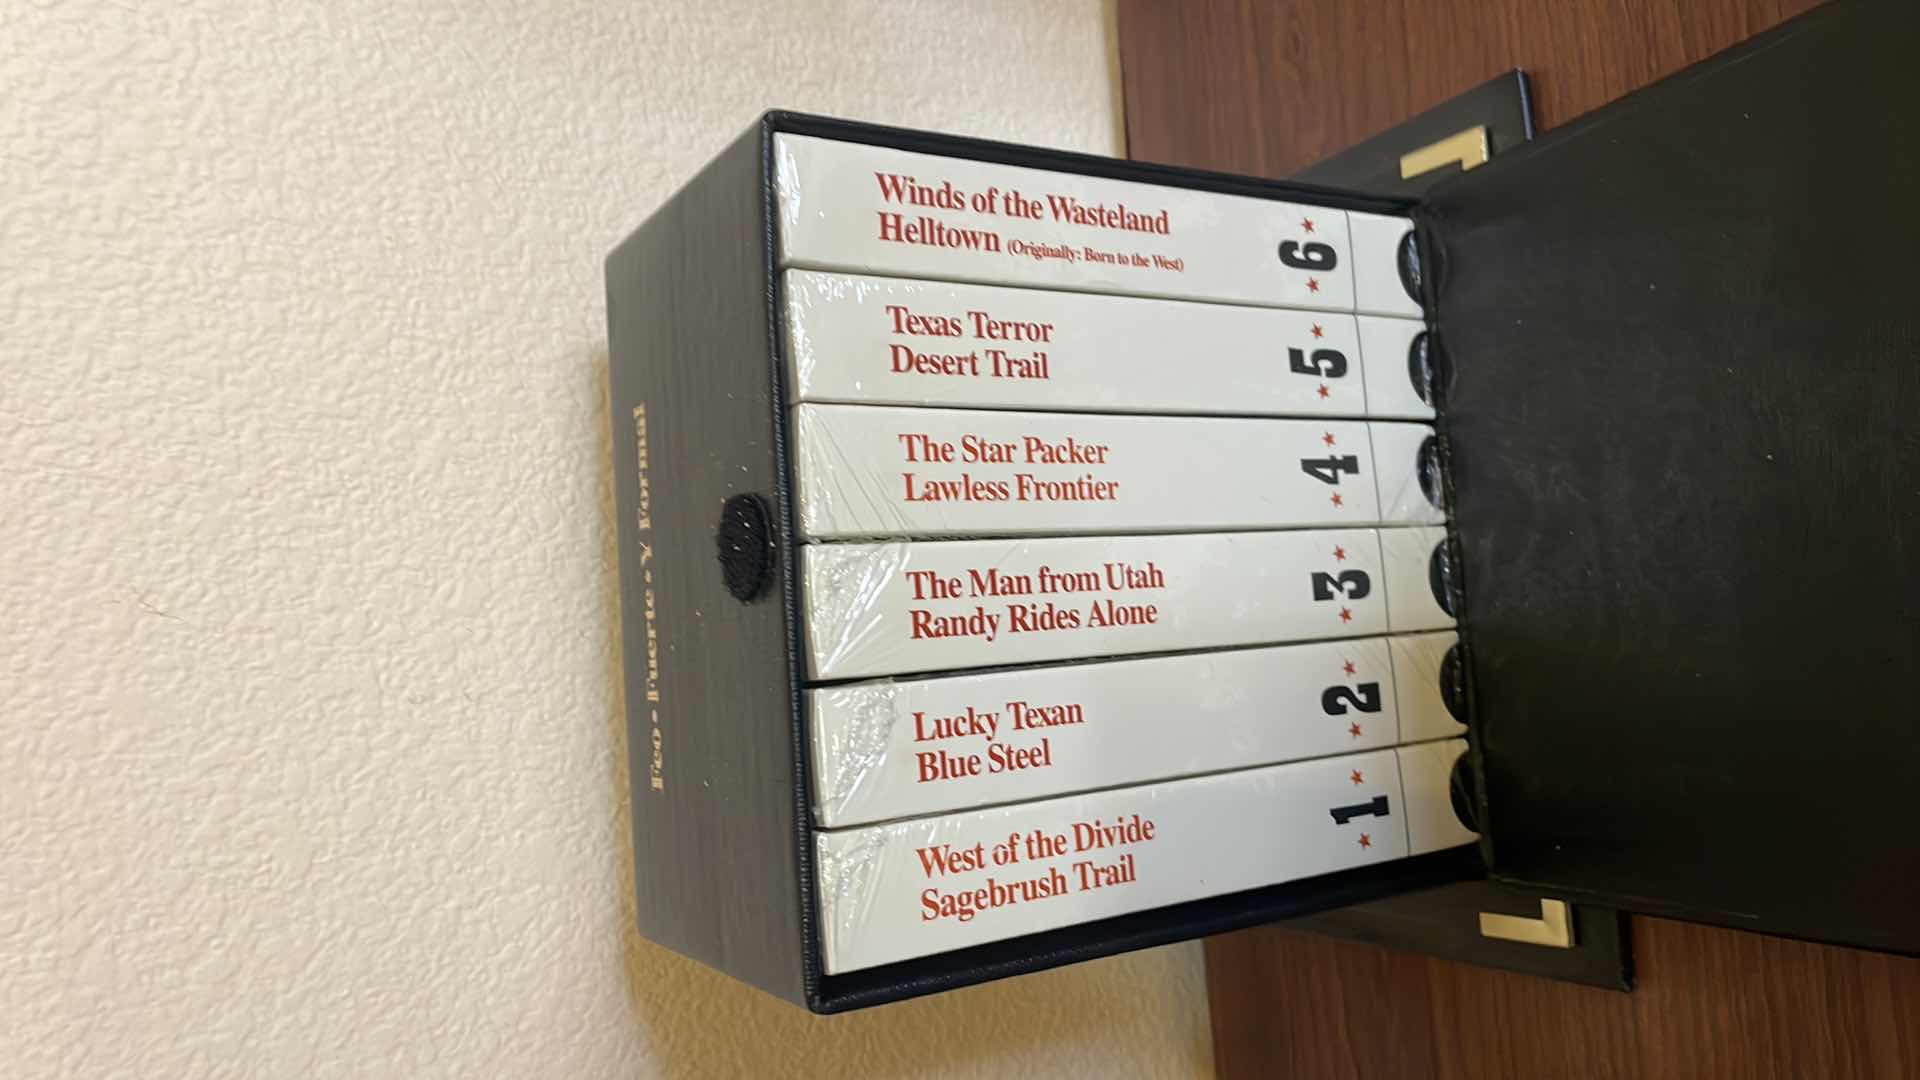 Feo, Fuerte Y Formal
Winds of the Wasteland
Helltown (Originally: Born to the West)
★6★
Texas Terror
Desert Trail
★5★
The Star Packer
Lawless Frontier
★4★
The Man from Utah
Randy Rides Alone
★3★
Lucky Texan
Blue Steel
★2★
West of the Divide
Sagebrush Trail
★1★